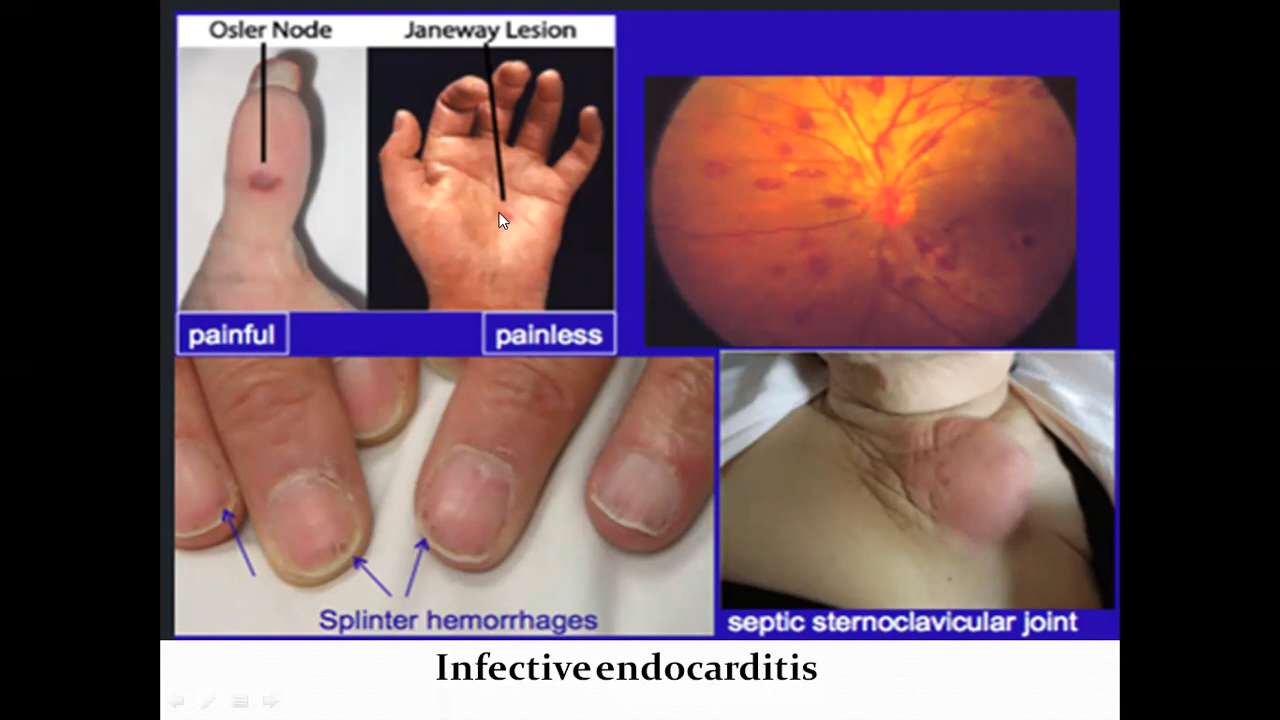 Osler Node
Janeway Lesion
painful
painless
Splinter hemorrhages
septic sternoclavicular joint
Infective endocarditis